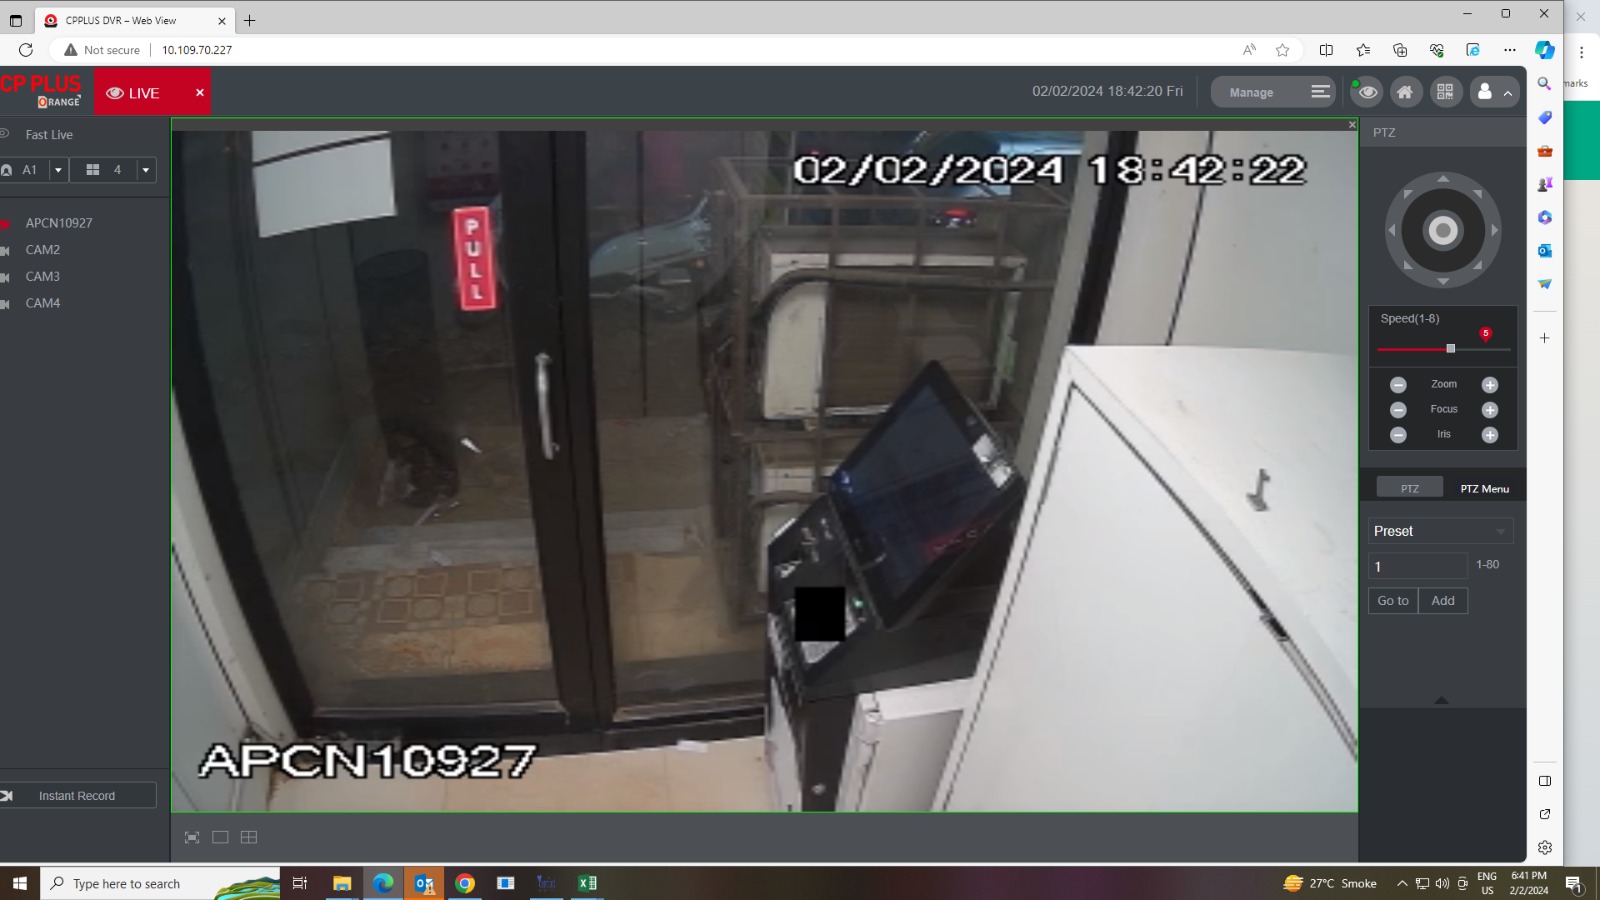 CPPLUS DVR – Web View
Not secure
10.109.70.227
CP PLUS
ORANGE
LIVE
02/02/2024 18:42:20 Fri
Manage
marks
Fast Live
A1
4
APCN10927
CAM2
CAM3
CAM4
Instant Record
02/02/2024 18:42:22
PULL
APCN10927
PTZ
Speed(1-8)
5
Zoom
Focus
Iris
PTZ
PTZ Menu
Preset
1
1-80
Go to
Add
Type here to search
27°C Smoke
ENG
US
6:41 PM
2/2/2024
1